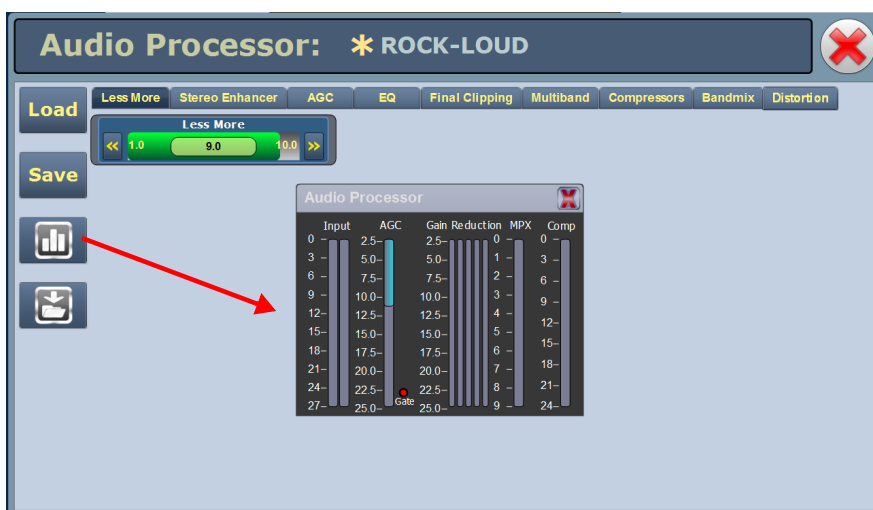 Audio Processor: * ROCK-LOUD
Load
Save
Less More Stereo Enhancer AGC EQ Final Clipping Multiband Compressors Bandmix Distortion
Less More
« 1.0 9.0 10.0 »
Audio Processor
Input AGC Gain Reduction MPX Comp
0 2.5 2.5 0 0
3 5.0 5.0 1 3
6 7.5 7.5 2 6
9 10.0 10.0 3 9
12 12.5 12.5 4 12
15 15.0 15.0 5 15
18 17.5 17.5 6 18
21 20.0 20.0 7 21
24 22.5 22.5 8 24
27 25.0 Gate 25.0 9